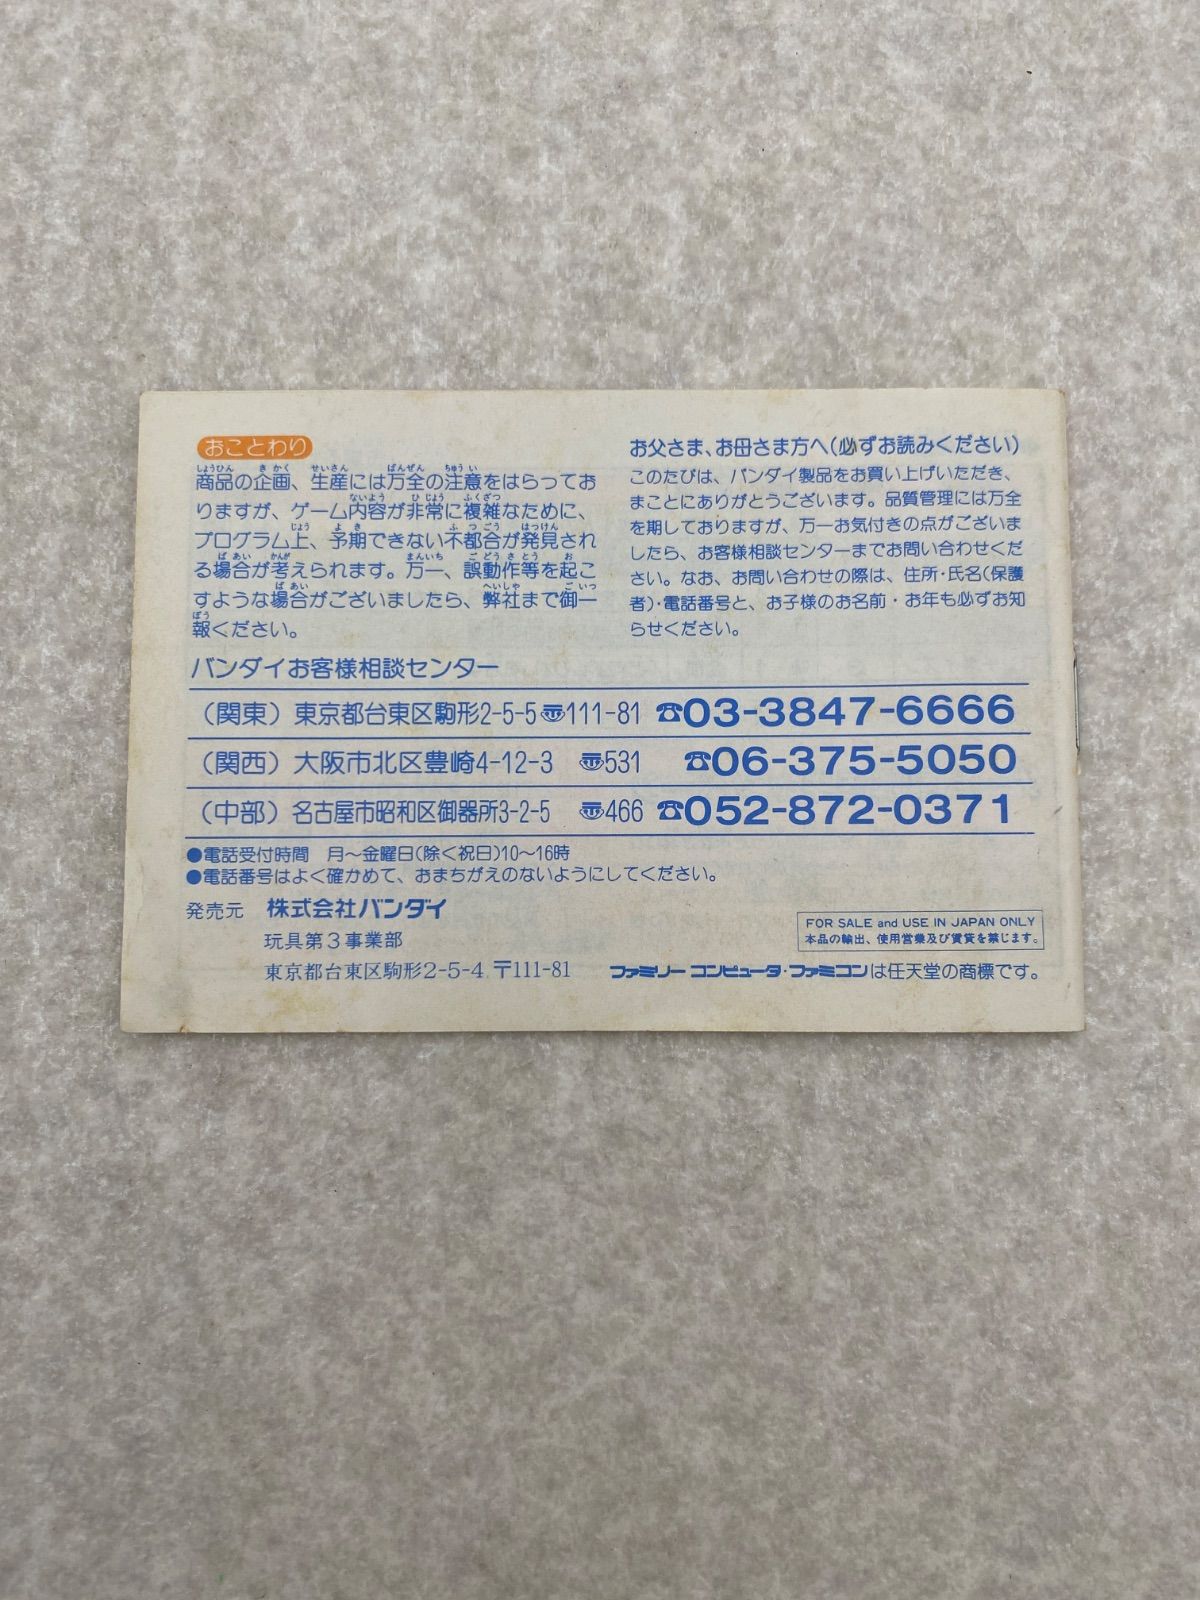 おことわり
商品の企画、生産には万全の注意をはらってお
りますが、ゲーム内容が非常に複雑なために、
プログラム上、予期できない不都合が発見され
る場合が考えられます。万一、誤動作等を起こ
すような場合がございましたら、弊社まで御一
報ください。
お父さま、お母さま方へ(必ずお読みください)
このたびは、バンダイ製品をお買い上げいただき、
まことにありがとうございます。品質管理には万全
を期しておりますが、万一お気付きの点がございま
したら、お客様相談センターまでお問い合わせくだ
さい。なお、お問い合わせの際は、住所・氏名(保護
者)・電話番号と、お子様のお名前・お年も必ずお知
らせください。
バンダイお客様相談センター
(関東) 東京都台東区駒形2-5-5〠111-81 ☎03-3847-6666
(関西) 大阪市北区豊崎4-12-3 〠531 ☎06-375-5050
(中部) 名古屋市昭和区御器所3-2-5 〠466 ☎052-872-0371
●電話受付時間 月〜金曜日(除く祝日)10〜16時
●電話番号はよく確かめて、おまちがえのないようにしてください。
発売元 株式会社バンダイ
玩具第3事業部
東京都台東区駒形2-5-4 〒111-81
FOR SALE and USE IN JAPAN ONLY
本品の輸出、使用営業及び賃貸を禁じます。
ファミリーコンピュータ・ファミコンは任天堂の商標です。